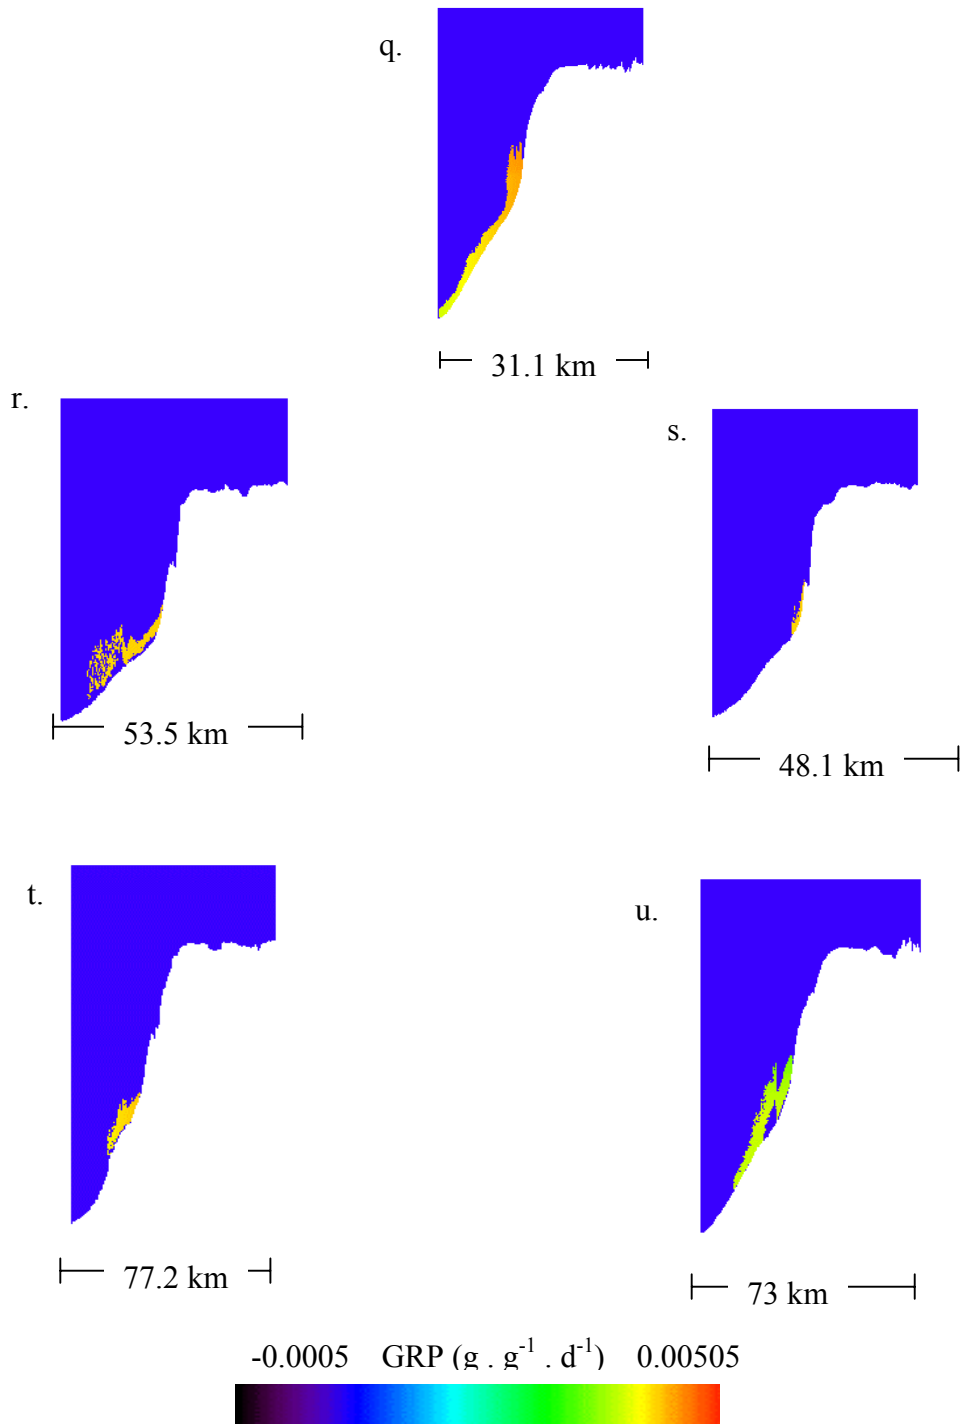 q.
31.1 km
r.
s.
53.5 km
48.1 km
t.
u.
77.2 km
73 km
-0.0005 GRP (g . g⁻¹ . d⁻¹) 0.00505